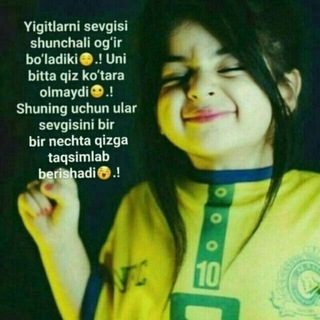 Yigitlarni sevgisi
shunchali og'ir
bo'ladiki😌.! Uni
bitta qiz ko'tara
olmaydi😀.!
Shuning uchun ular
sevgisini bir
bir nechta qizga
taqsimlab
berishadi😲.!
10